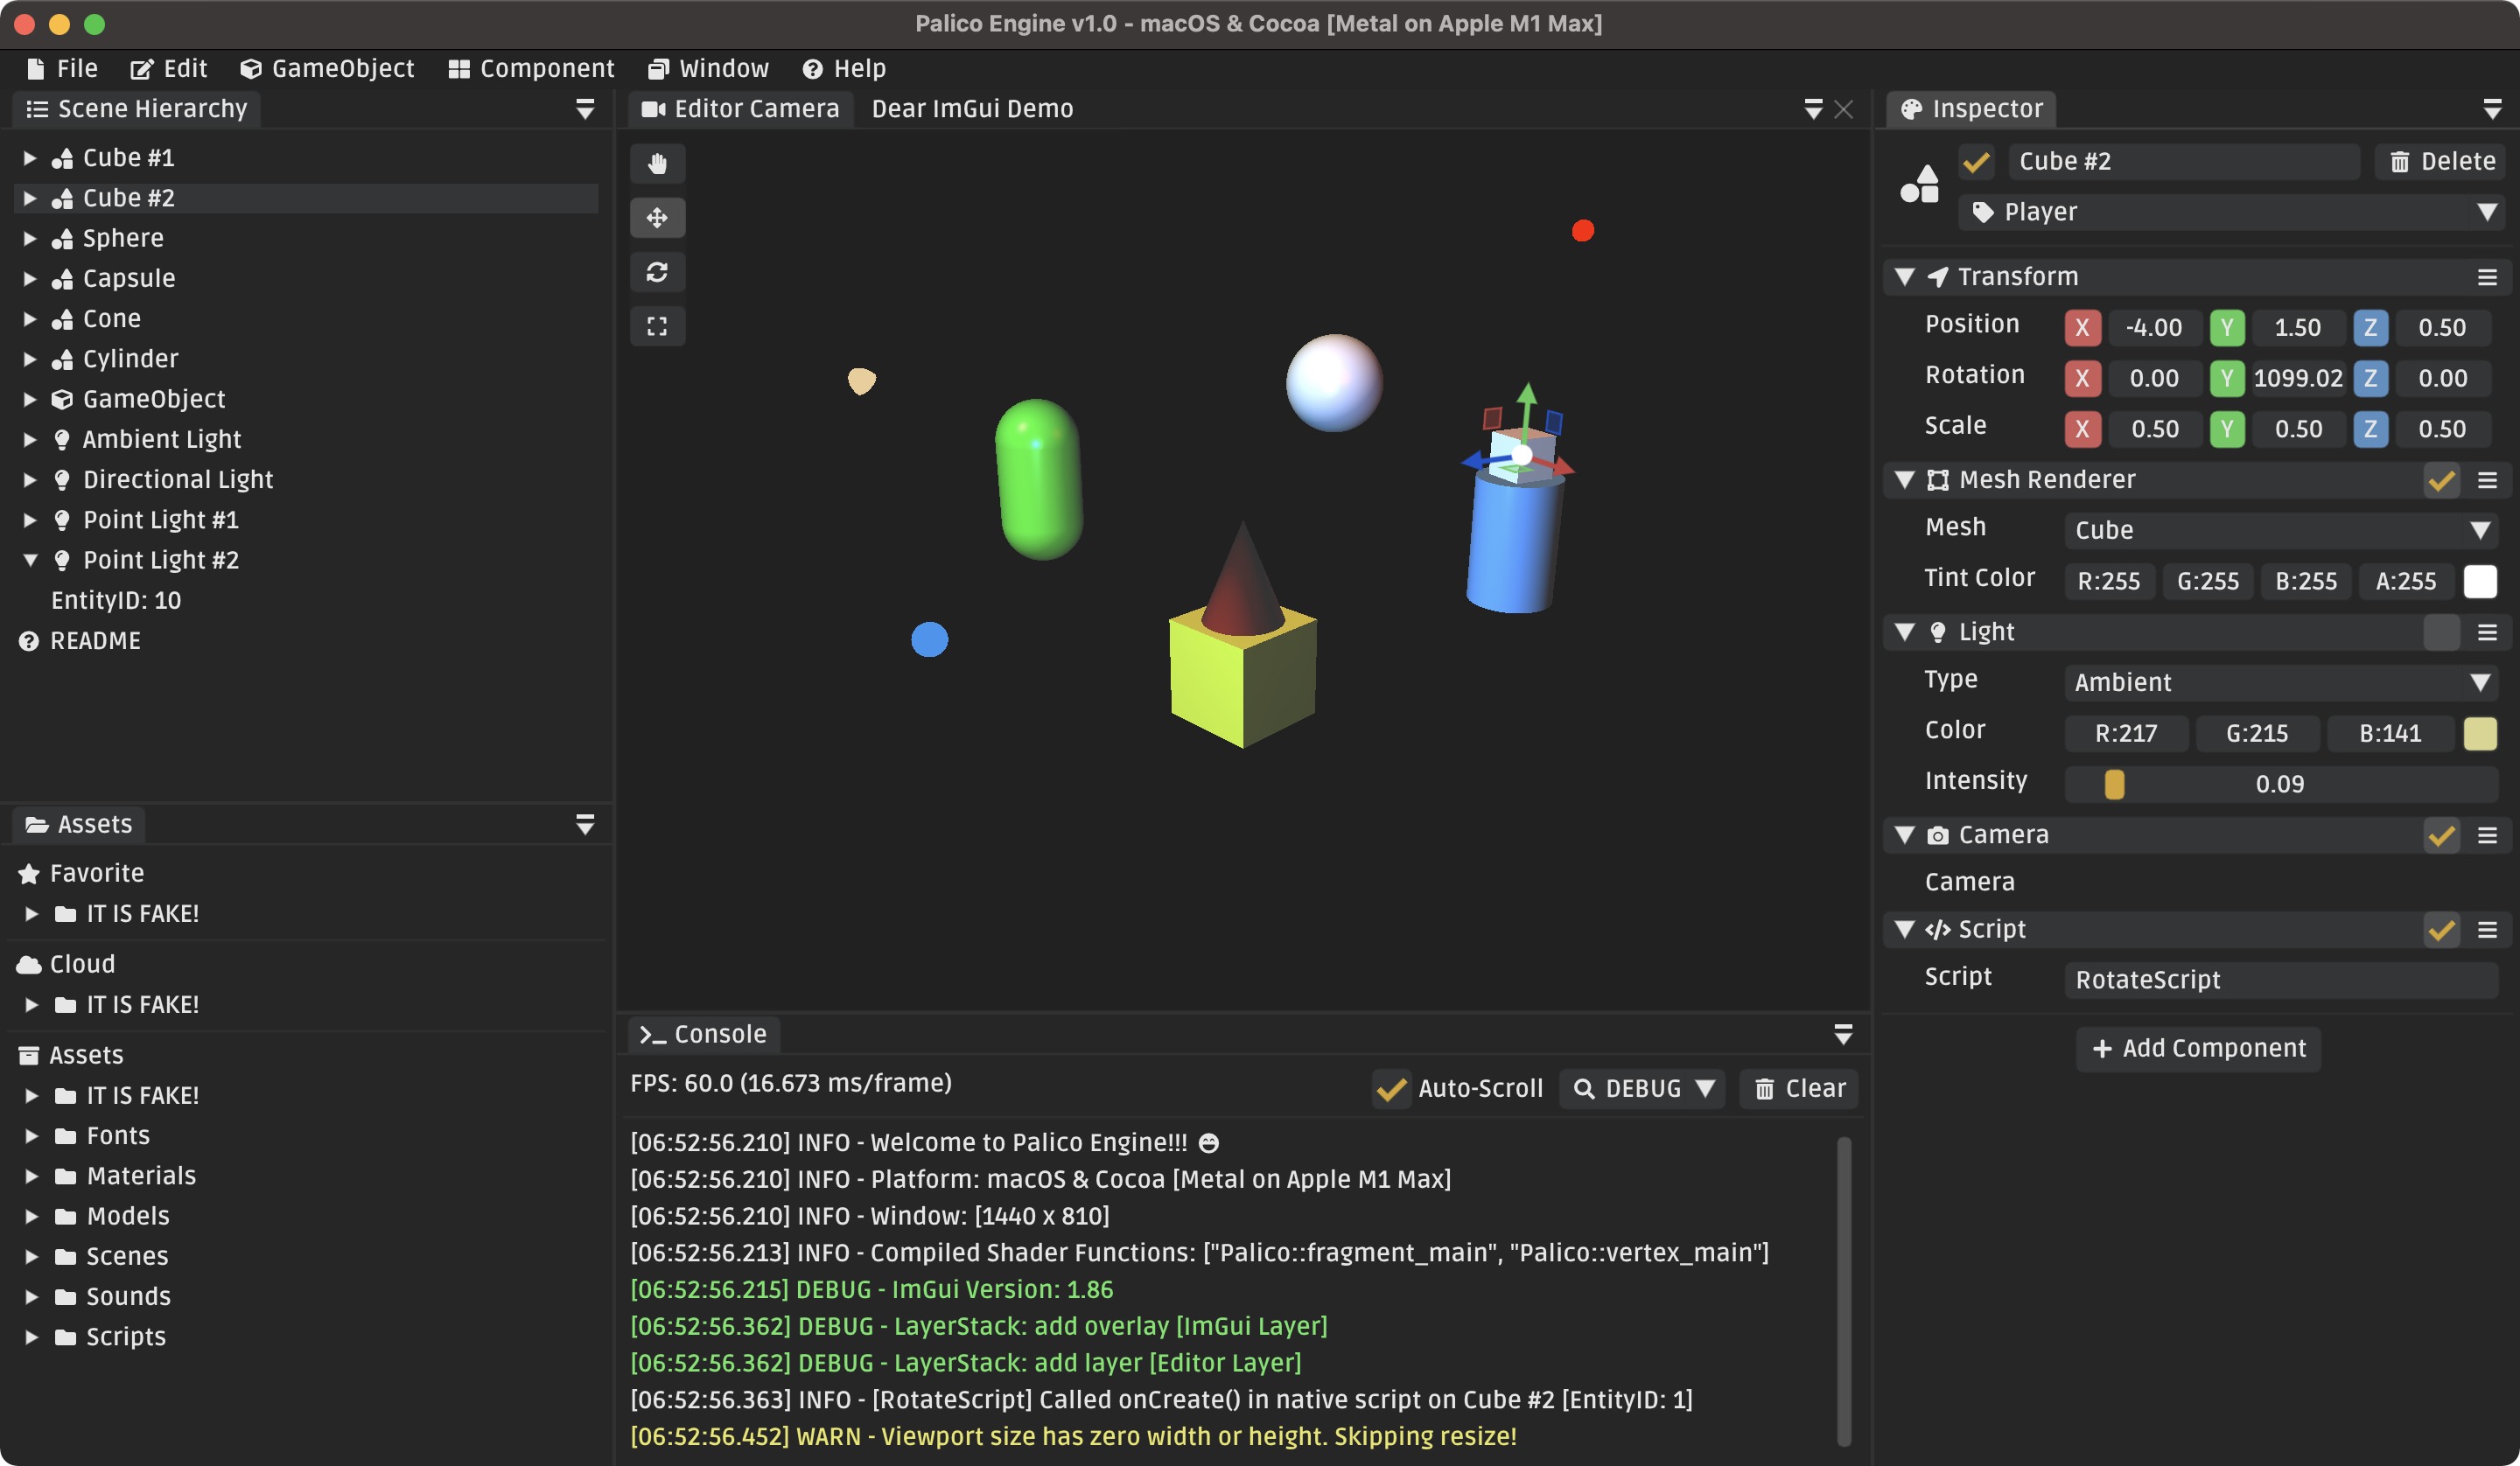 Palico Engine v1.0 - macOS & Cocoa [Metal on Apple M1 Max]
File Edit GameObject Component Window Help
Scene Hierarchy
Cube #1
Cube #2
Sphere
Capsule
Cone
Cylinder
GameObject
Ambient Light
Directional Light
Point Light #1
Point Light #2
EntityID: 10
README
Assets
Favorite
IT IS FAKE!
Cloud
IT IS FAKE!
Assets
IT IS FAKE!
Fonts
Materials
Models
Scenes
Sounds
Scripts
Editor Camera Dear ImGui Demo
Console
FPS: 60.0 (16.673 ms/frame) Auto-Scroll DEBUG Clear
[06:52:56.210] INFO - Welcome to Palico Engine!!! 😄
[06:52:56.210] INFO - Platform: macOS & Cocoa [Metal on Apple M1 Max]
[06:52:56.210] INFO - Window: [1440 x 810]
[06:52:56.213] INFO - Compiled Shader Functions: ["Palico::fragment_main", "Palico::vertex_main"]
[06:52:56.215] DEBUG - ImGui Version: 1.86
[06:52:56.362] DEBUG - LayerStack: add overlay [ImGui Layer]
[06:52:56.362] DEBUG - LayerStack: add layer [Editor Layer]
[06:52:56.363] INFO - [RotateScript] Called onCreate() in native script on Cube #2 [EntityID: 1]
[06:52:56.452] WARN - Viewport size has zero width or height. Skipping resize!
Inspector
Cube #2 Delete
Player
Transform
Position X -4.00 Y 1.50 Z 0.50
Rotation X 0.00 Y 1099.02 Z 0.00
Scale X 0.50 Y 0.50 Z 0.50
Mesh Renderer
Mesh Cube
Tint Color R:255 G:255 B:255 A:255
Light
Type Ambient
Color R:217 G:215 B:141
Intensity 0.09
Camera
Camera
Script
Script RotateScript
+ Add Component